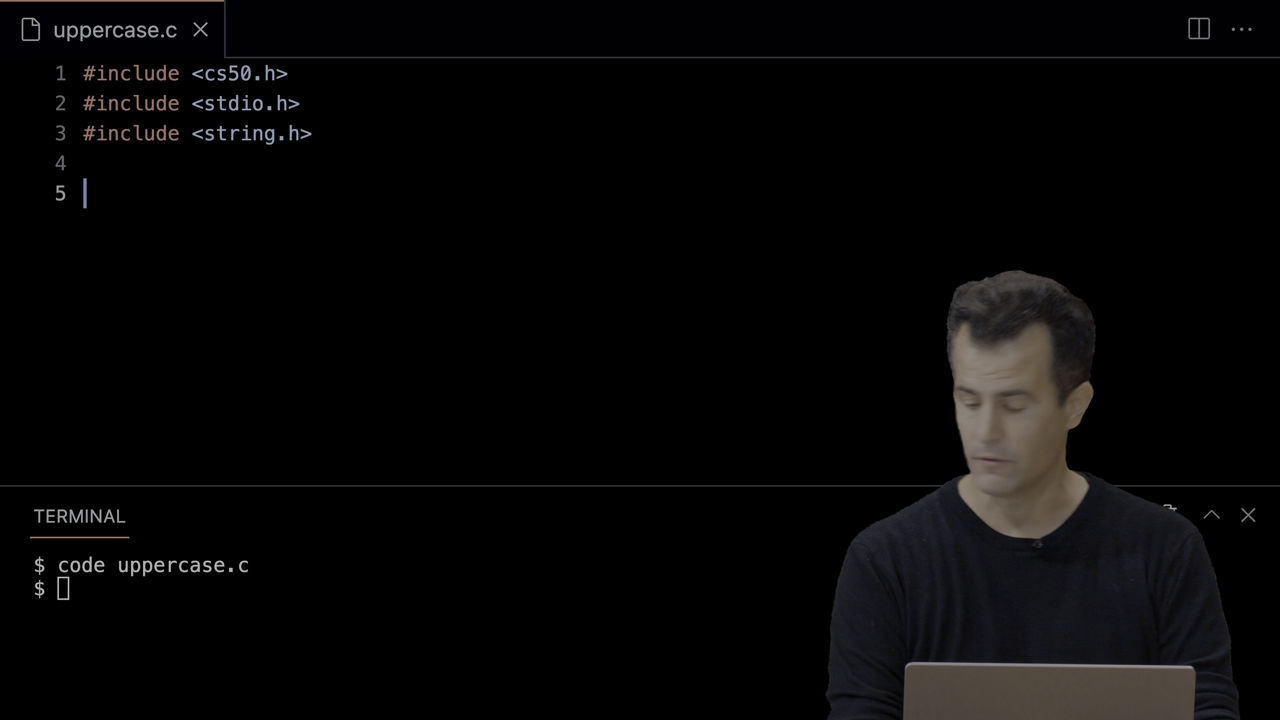 uppercase.c
1 #include <cs50.h>
2 #include <stdio.h>
3 #include <string.h>
4
5
TERMINAL
$ code uppercase.c
$